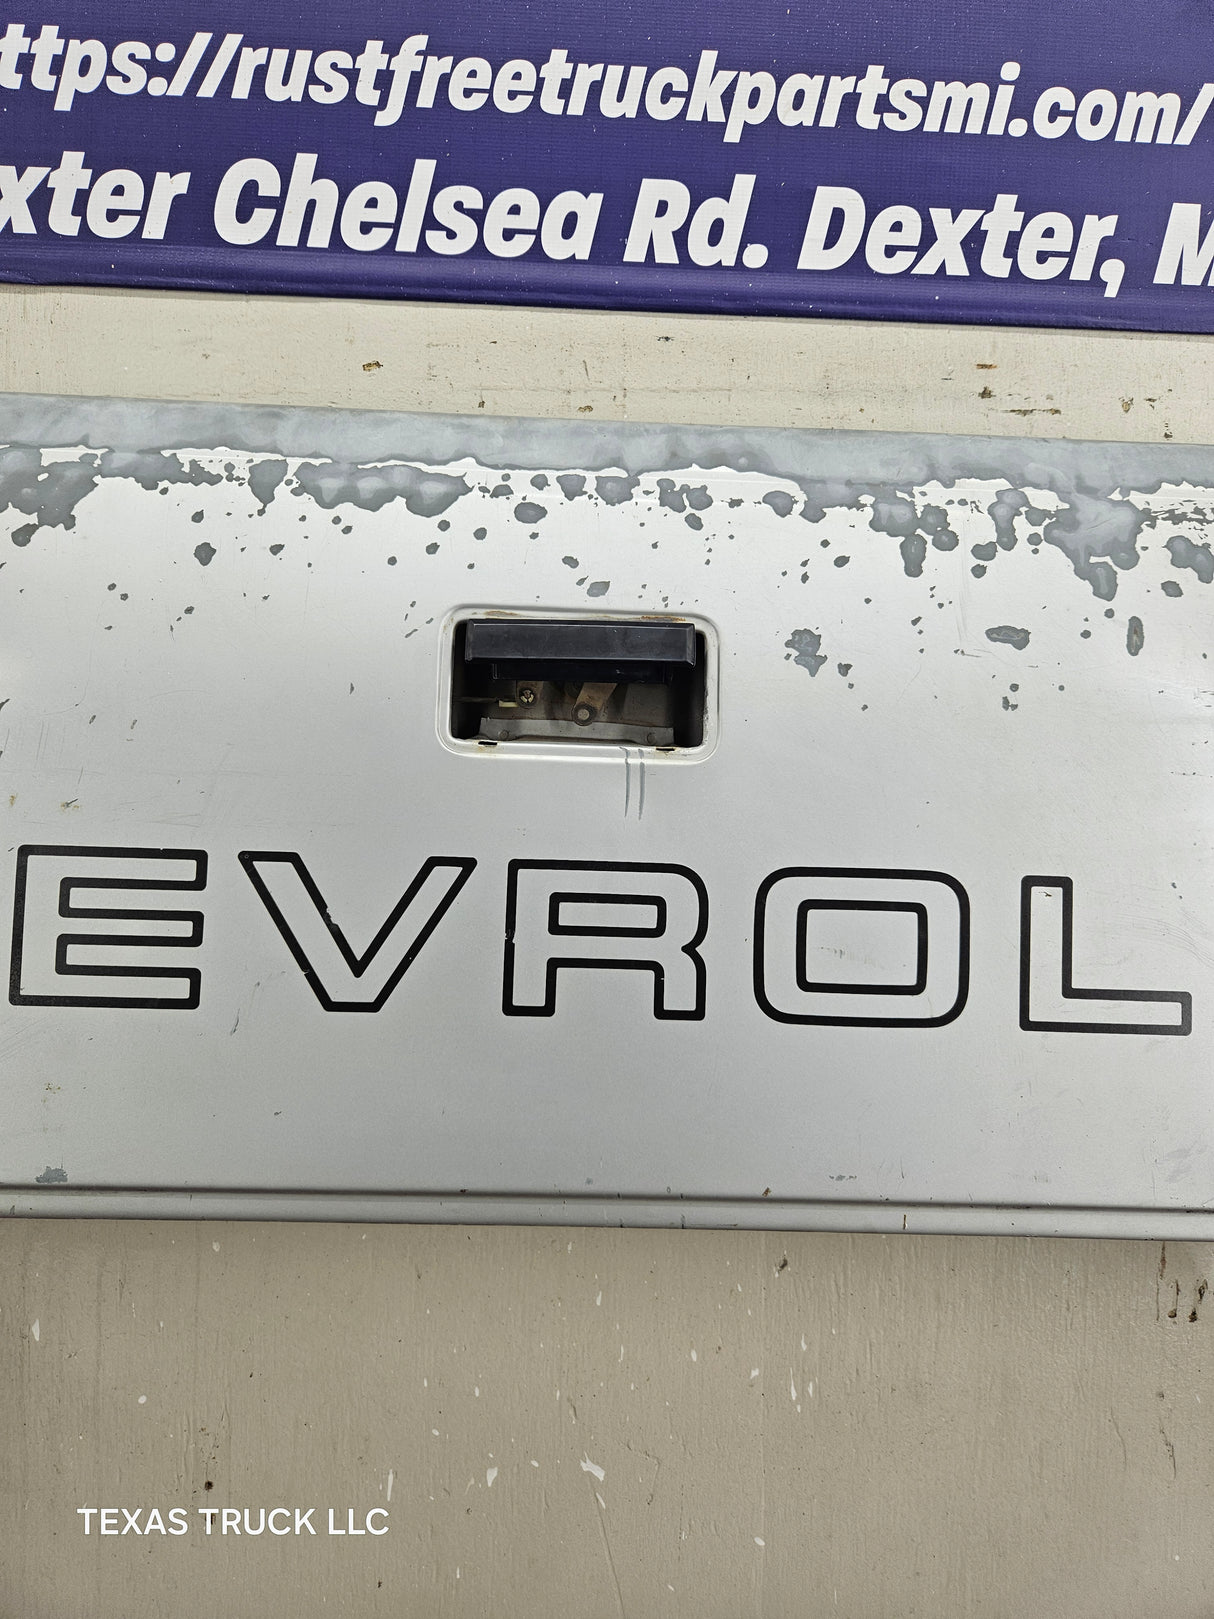 ttps://rustfreetruckpartsmi.com/
xter Chelsea Rd. Dexter, M
EVROL
TEXAS TRUCK LLC